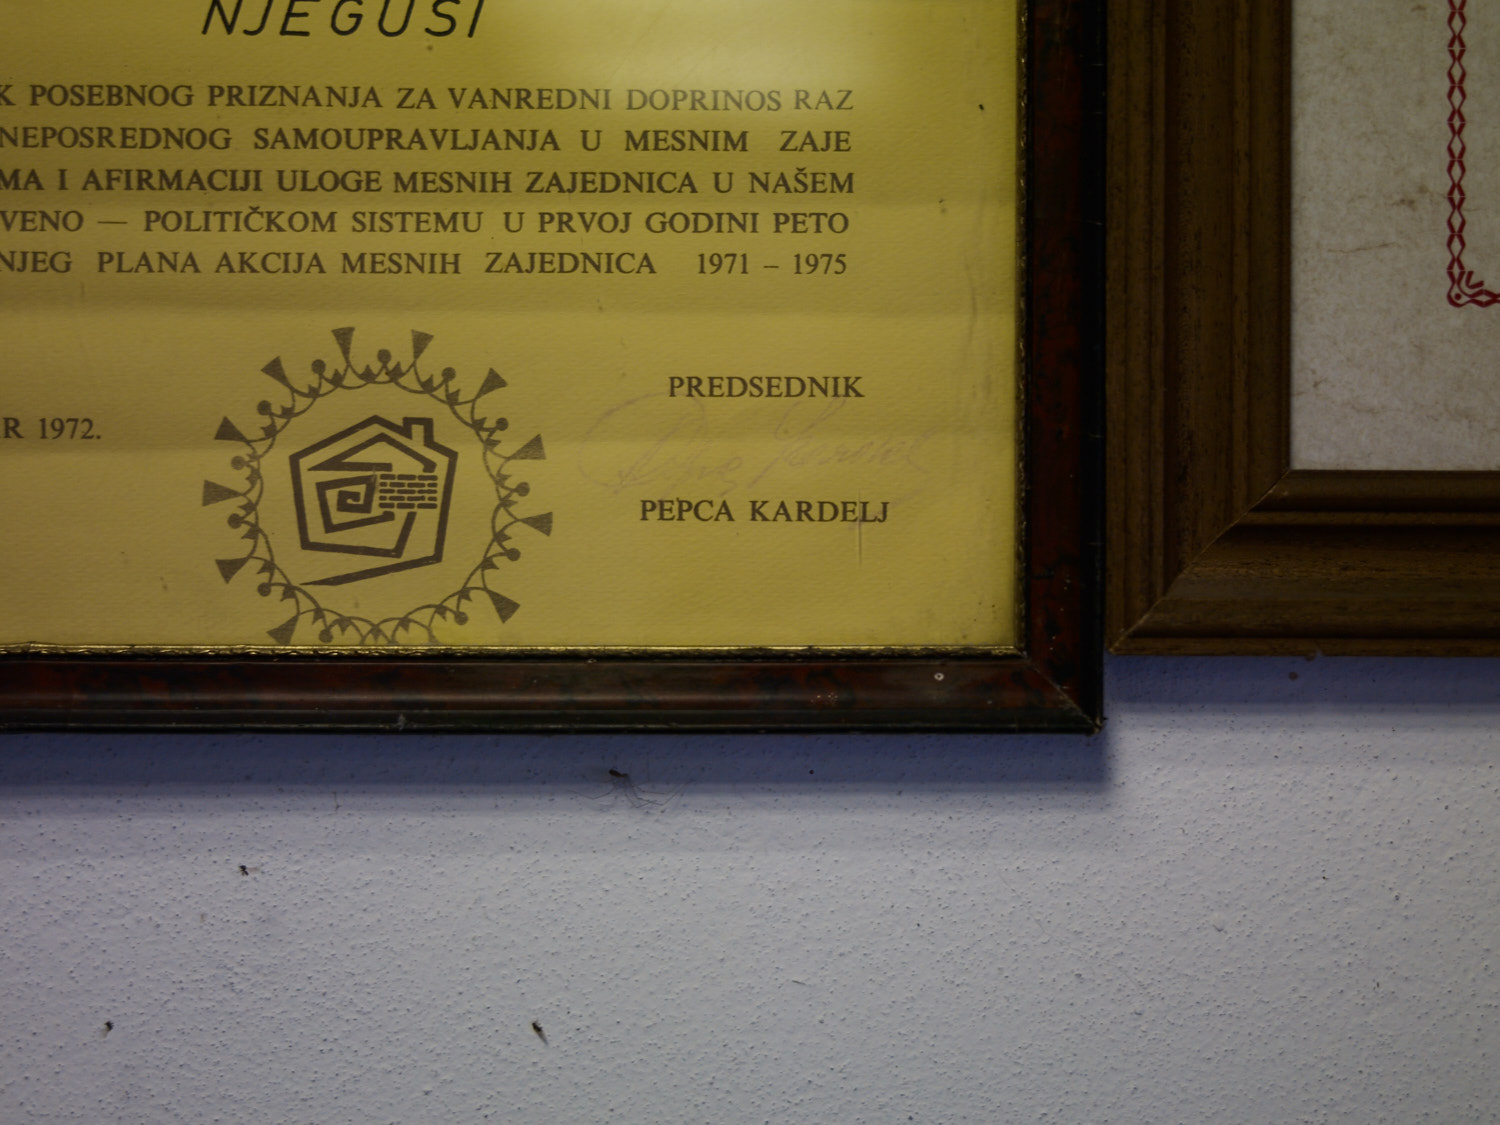 NJEGUSI
K POSEBNOG PRIZNANJA ZA VANREDNI DOPRINOS RAZ
NEPOSREDNOG SAMOUPRAVLJANJA U MESNIM ZAJE
MA I AFIRMACIJI ULOGE MESNIH ZAJEDNICA U NAŠEM
VENO — POLITIČKOM SISTEMU U PRVOJ GODINI PETO
NJEG PLANA AKCIJA MESNIH ZAJEDNICA 1971 – 1975
PREDSEDNIK
R 1972.
PEPCA KARDELJ